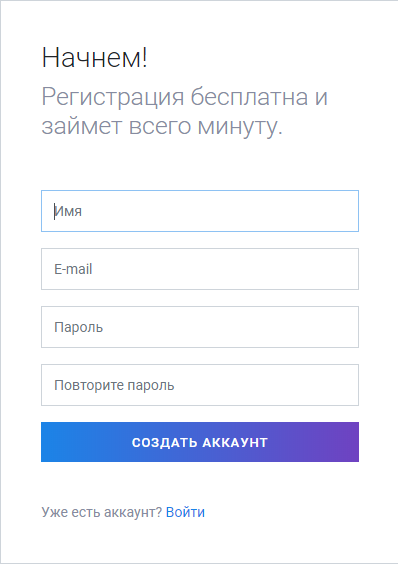 Начнем!
Регистрация бесплатна и
займет всего минуту.
Имя
E-mail
Пароль
Повторите пароль
СОЗДАТЬ АККАУНТ
Уже есть аккаунт? Войти